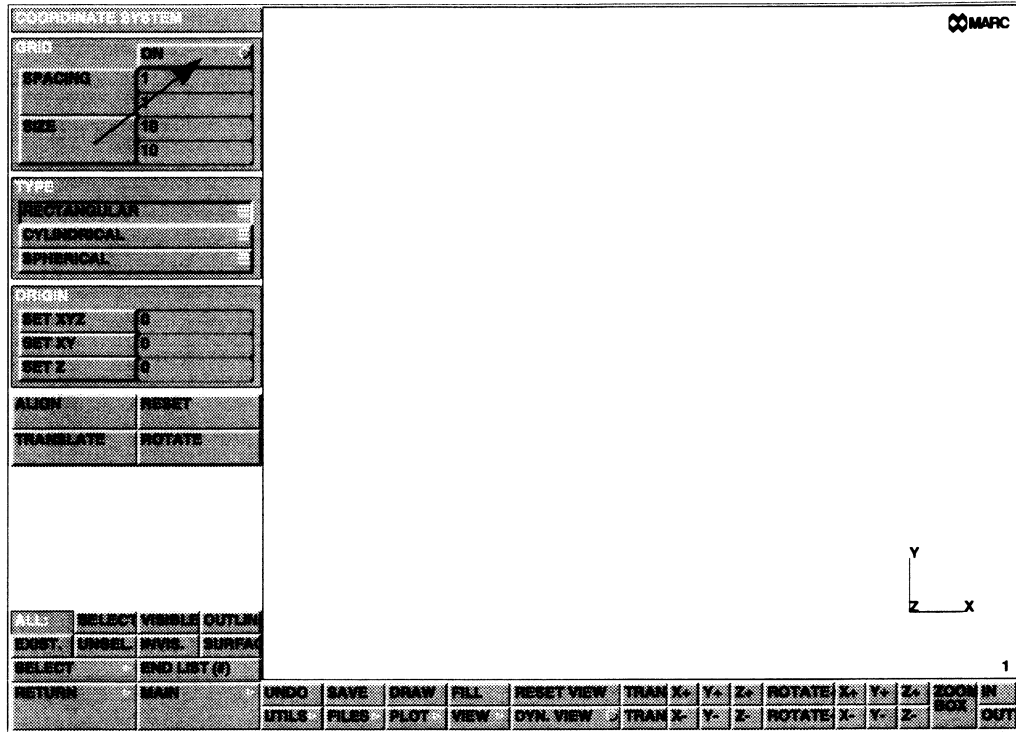 COORDINATE SYSTEM
MARC
GRID
ON
SPACING
1
1
SIZE
10
10
TYPE
RECTANGULAR
CYLINDRICAL
SPHERICAL
ORIGIN
SET XYZ 0
SET XY 0
SET Z 0
ALIGN RESET
TRANSLATE ROTATE
Y
Z X
1
ALL: SELECT VISIBLE OUTLIN
EXIST. UNSEL. INVIS. SURFAC
SELECT END LIST (#)
RETURN MAIN
UNDO SAVE DRAW FILL RESET VIEW TRAN X+ Y+ Z+ ROTATE X+ Y+ Z+ ZOOM BOX IN
UTILS FILES PLOT VIEW DYN. VIEW TRAN X- Y- Z- ROTATE X- Y- Z- OUT